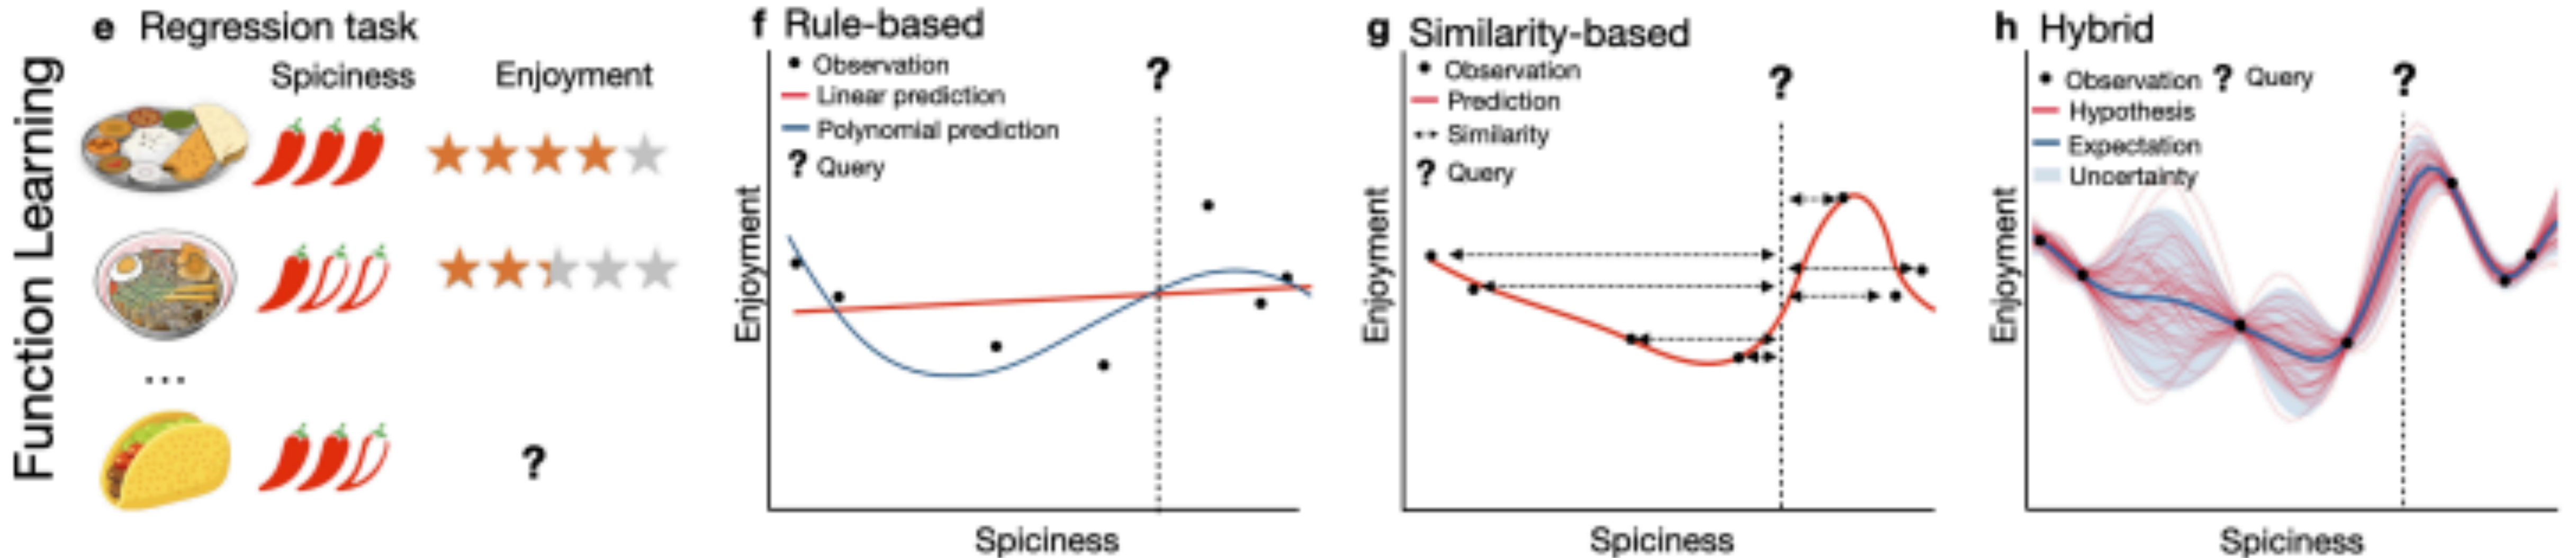 Function Learning
e Regression task
Spiciness Enjoyment
...
?
f Rule-based
Observation
Linear prediction
Polynomial prediction
? Query
?
Enjoyment
Spiciness
g Similarity-based
Observation
Prediction
Similarity
? Query
?
Enjoyment
Spiciness
h Hybrid
Observation ? Query
Hypothesis
Expectation
Uncertainty
?
Enjoyment
Spiciness